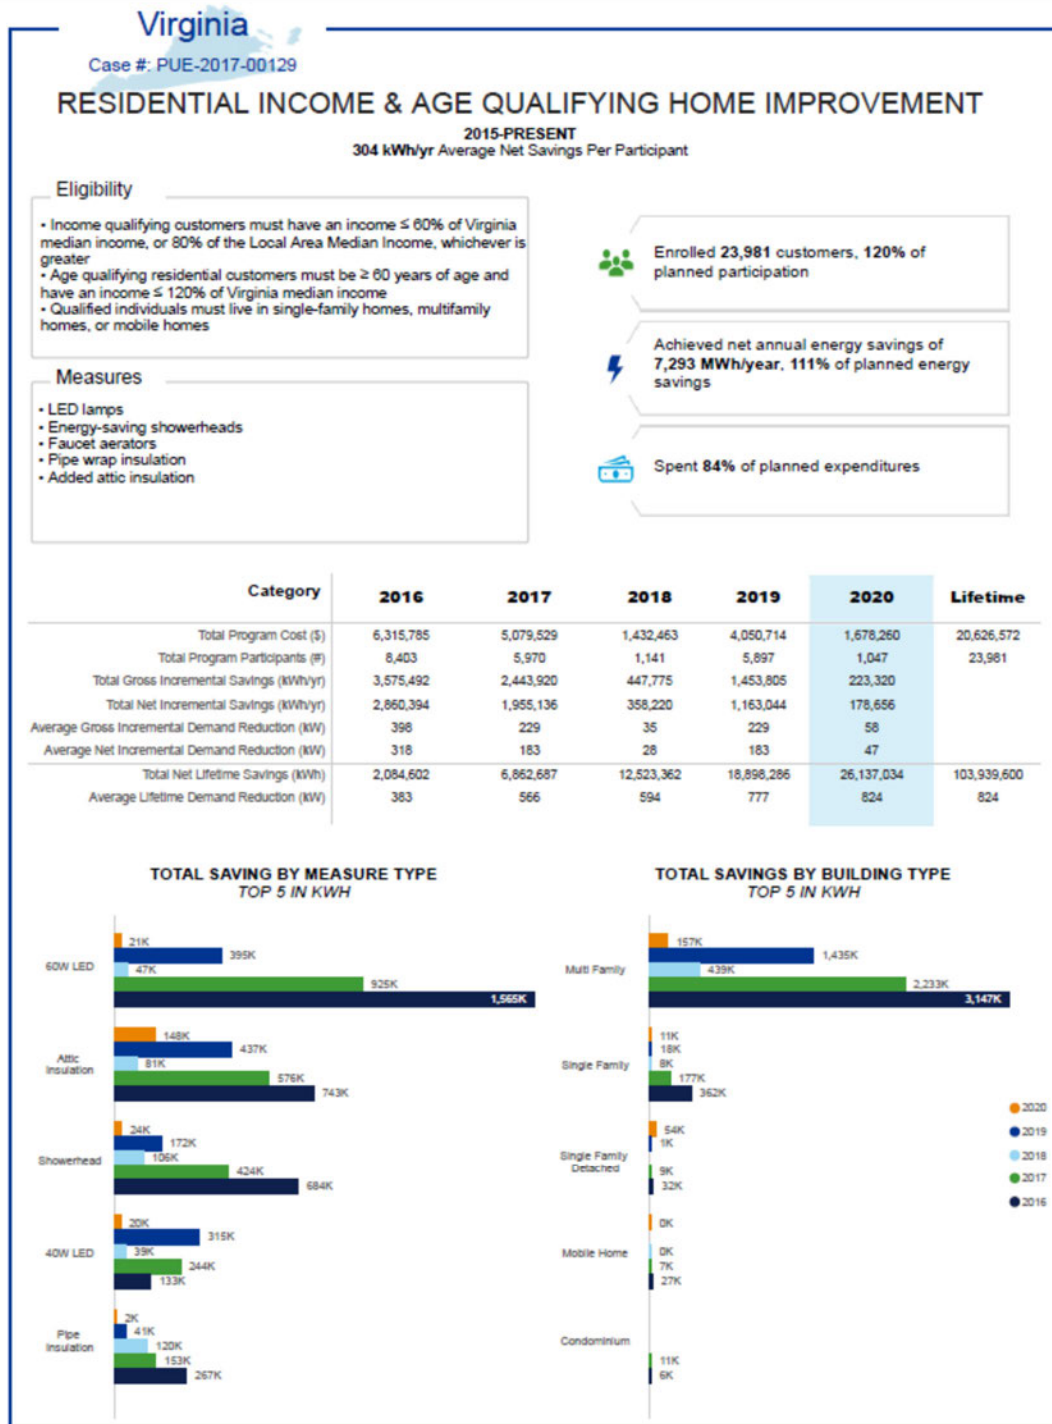 Virginia
Case #: PUE-2017-00129
RESIDENTIAL INCOME & AGE QUALIFYING HOME IMPROVEMENT
2015-PRESENT
304 kWh/yr Average Net Savings Per Participant
Eligibility
• Income qualifying customers must have an income ≤ 60% of Virginia
median income, or 80% of the Local Area Median Income, whichever is
greater
• Age qualifying residential customers must be ≥ 60 years of age and
have an income ≤ 120% of Virginia median income
• Qualified individuals must live in single-family homes, multifamily
homes, or mobile homes
Measures
• LED lamps
• Energy-saving showerheads
• Faucet aerators
• Pipe wrap insulation
• Added attic insulation
Enrolled 23,981 customers, 120% of
planned participation
Achieved net annual energy savings of
7,293 MWh/year, 111% of planned energy
savings
Spent 84% of planned expenditures
Category 2016 2017 2018 2019 2020 Lifetime
Total Program Cost ($) 6,315,785 5,079,529 1,432,463 4,050,714 1,678,260 20,626,572
Total Program Participants (#) 8,403 5,970 1,141 5,897 1,047 23,981
Total Gross Incremental Savings (kWh/yr) 3,575,492 2,443,920 447,775 1,453,805 223,320
Total Net Incremental Savings (kWh/yr) 2,860,394 1,955,136 358,220 1,163,044 178,656
Average Gross Incremental Demand Reduction (kW) 398 229 35 229 58
Average Net Incremental Demand Reduction (kW) 318 183 28 183 47
Total Net Lifetime Savings (kWh) 2,084,602 6,862,687 12,523,362 18,898,286 26,137,034 103,939,600
Average Lifetime Demand Reduction (kW) 383 566 594 777 824 824
TOTAL SAVING BY MEASURE TYPE
TOP 5 IN KWH
60W LED
21K
395K
47K
925K
1,565K
Attic
Insulation
148K
437K
81K
576K
743K
Showerhead
24K
172K
106K
424K
684K
40W LED
20K
315K
39K
244K
133K
Pipe
Insulation
2K
41K
120K
153K
267K
TOTAL SAVINGS BY BUILDING TYPE
TOP 5 IN KWH
Multi Family
157K
1,435K
439K
2,233K
3,147K
Single Family
11K
18K
8K
177K
362K
Single Family
Detached
54K
1K
9K
32K
Mobile Home
0K
0K
7K
27K
Condominium
11K
6K
2020
2019
2018
2017
2016